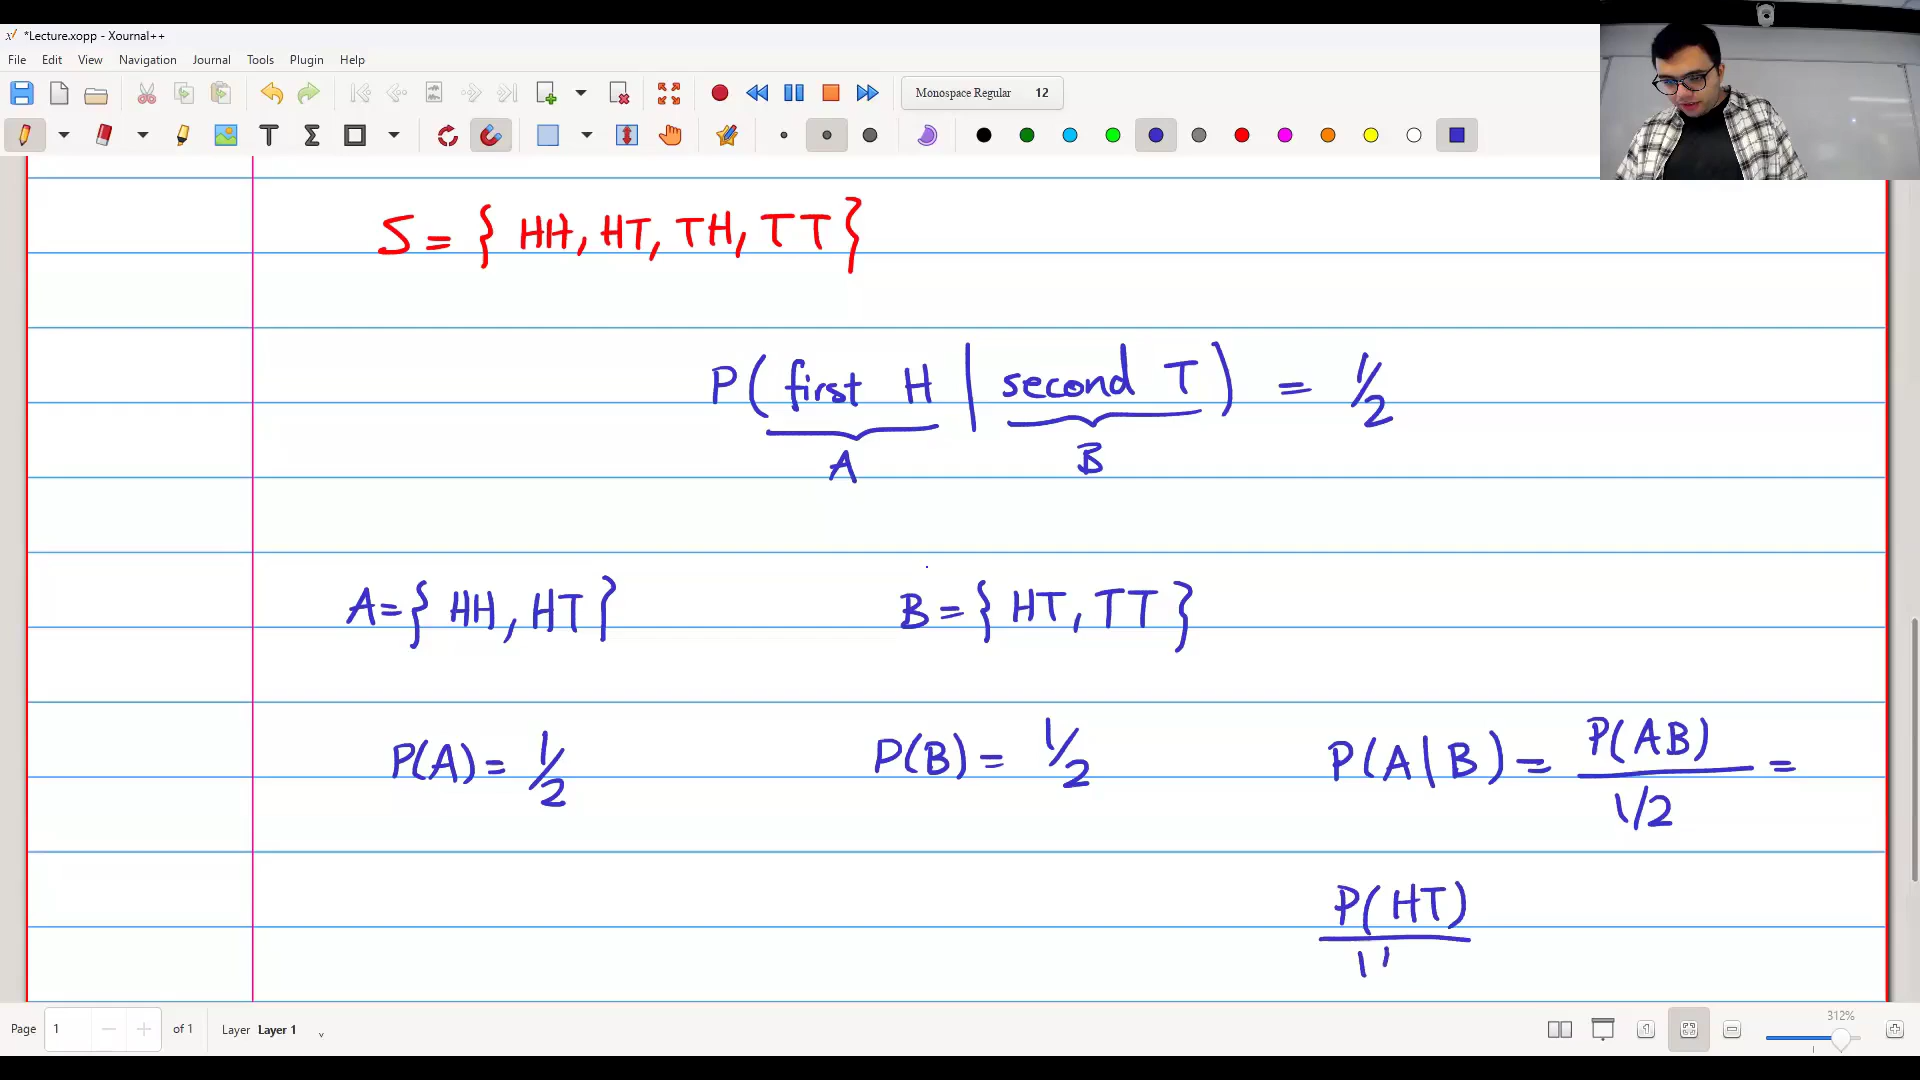 *Lecture.xopp - Xournal++
File Edit View Navigation Journal Tools Plugin Help
Monospace Regular 12
S = { HH, HT, TH, TT }
P( first H | second T ) = 1/2
A B
A = { HH, HT } B = { HT, TT }
P(A) = 1/2 P(B) = 1/2 P(A|B) = P(AB) / 1/2 =
P(HT)
Page 1 of 1 Layer Layer 1 312%